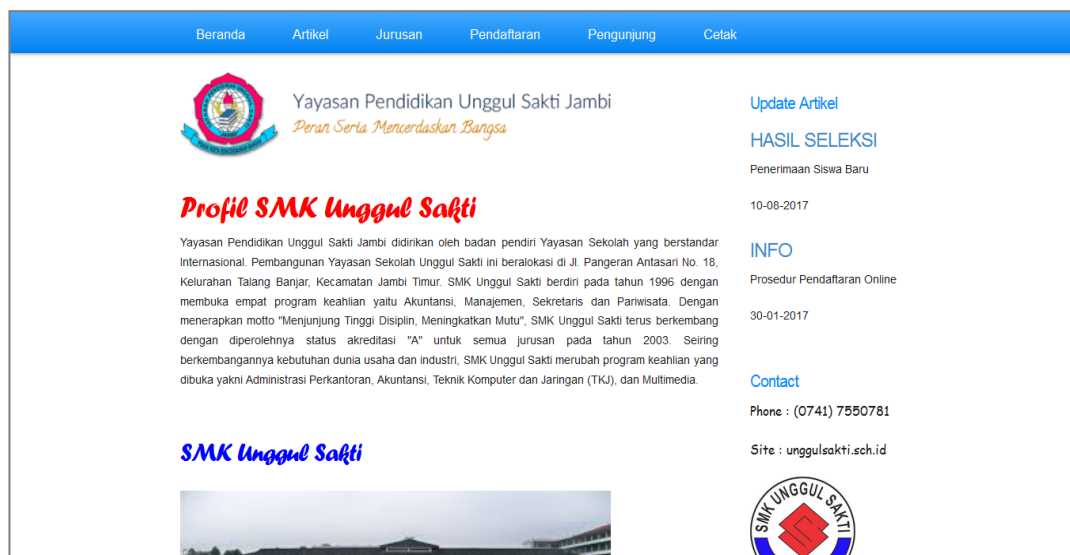 Beranda Artikel Jurusan Pendaftaran Pengunjung Cetak
Yayasan Pendidikan Unggul Sakti Jambi
Peran Serta Mencerdaskan Bangsa
Profil SMK Unggul Sakti
Yayasan Pendidikan Unggul Sakti Jambi didirikan oleh badan pendiri Yayasan Sekolah yang berstandar
Internasional. Pembangunan Yayasan Sekolah Unggul Sakti ini beralokasi di Jl. Pangeran Antasari No. 18,
Kelurahan Talang Banjar, Kecamatan Jambi Timur. SMK Unggul Sakti berdiri pada tahun 1996 dengan
membuka empat program keahlian yaitu Akuntansi, Manajemen, Sekretaris dan Pariwisata. Dengan
menerapkan motto "Menjunjung Tinggi Disiplin, Meningkatkan Mutu", SMK Unggul Sakti terus berkembang
dengan diperolehnya status akreditasi "A" untuk semua jurusan pada tahun 2003. Seiring
berkembangannya kebutuhan dunia usaha dan industri, SMK Unggul Sakti merubah program keahlian yang
dibuka yakni Administrasi Perkantoran, Akuntansi, Teknik Komputer dan Jaringan (TKJ), dan Multimedia.
SMK Unggul Sakti
Update Artikel
HASIL SELEKSI
Penerimaan Siswa Baru
10-08-2017
INFO
Prosedur Pendaftaran Online
30-01-2017
Contact
Phone : (0741) 7550781
Site : unggulsakti.sch.id
SMK UNGGUL SAKTI